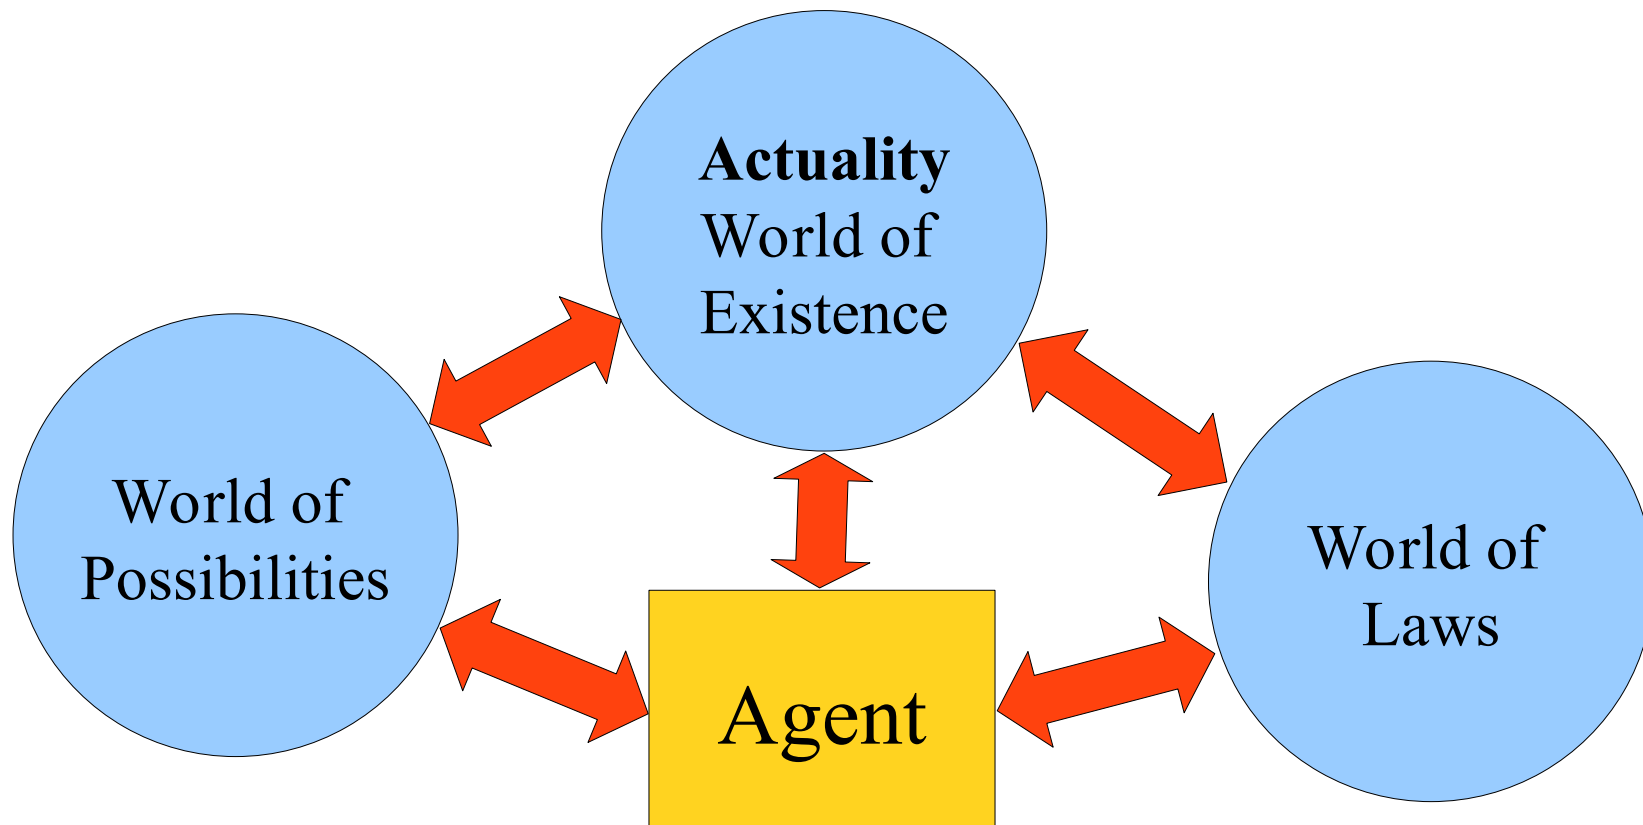 Actuality
World of
Existence
World of
Possibilities
World of
Laws
Agent